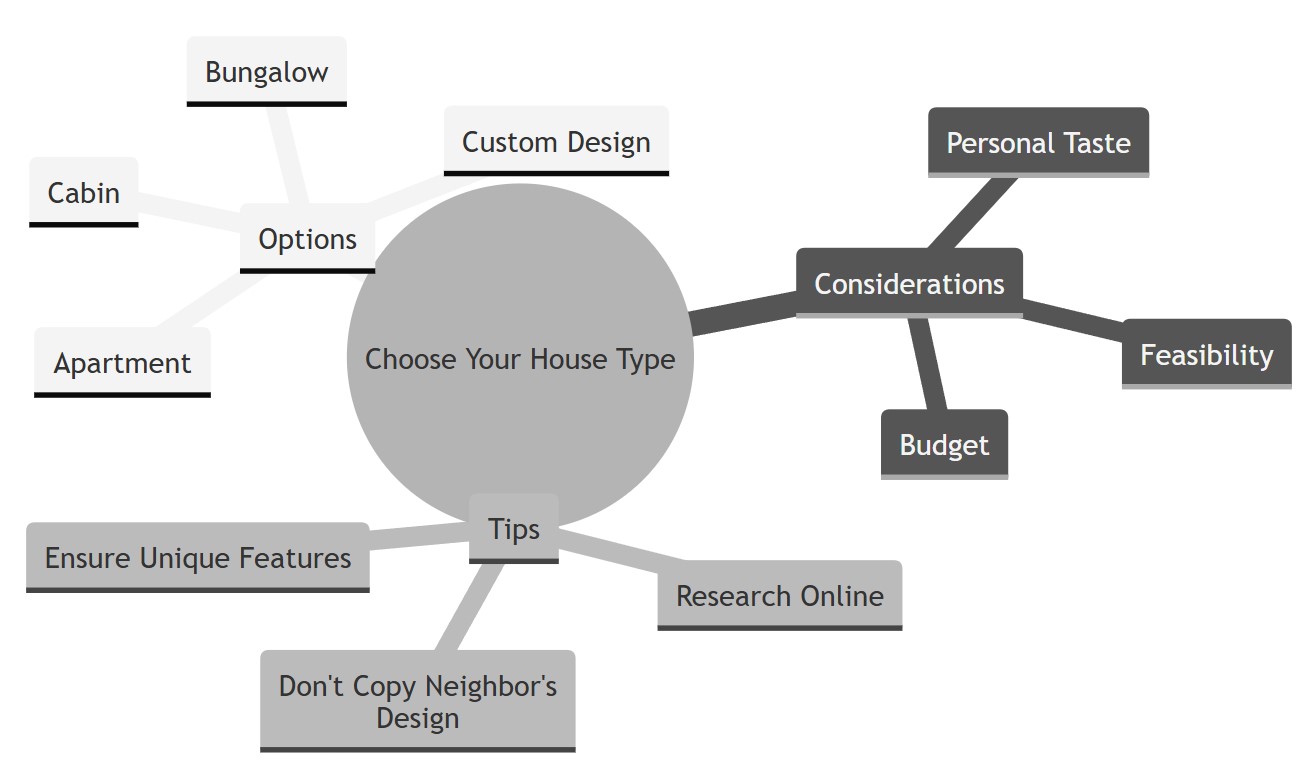 Bungalow
Custom Design
Personal Taste
Cabin
Options
Considerations
Choose Your House Type
Feasibility
Apartment
Budget
Tips
Ensure Unique Features
Research Online
Don't Copy Neighbor's
Design